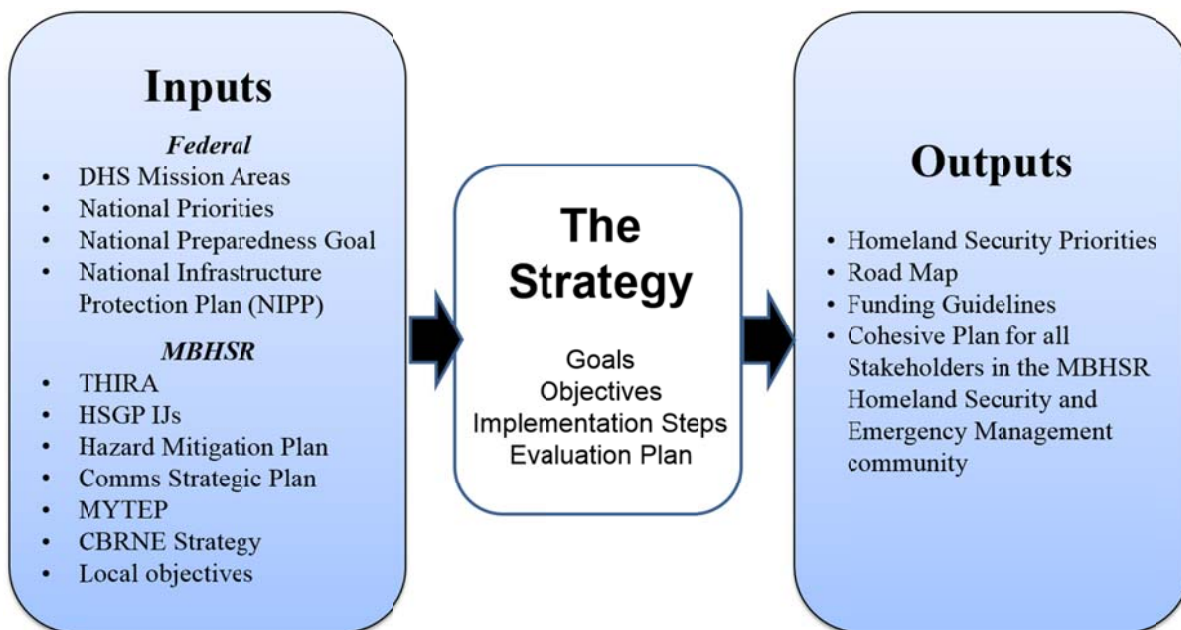 Inputs
Federal
• DHS Mission Areas
• National Priorities
• National Preparedness Goal
• National Infrastructure
Protection Plan (NIPP)
MBHSR
• THIRA
• HSGP IJs
• Hazard Mitigation Plan
• Comms Strategic Plan
• MYTEP
• CBRNE Strategy
• Local objectives
The
Strategy
Goals
Objectives
Implementation Steps
Evaluation Plan
Outputs
• Homeland Security Priorities
• Road Map
• Funding Guidelines
• Cohesive Plan for all
Stakeholders in the MBHSR
Homeland Security and
Emergency Management
community